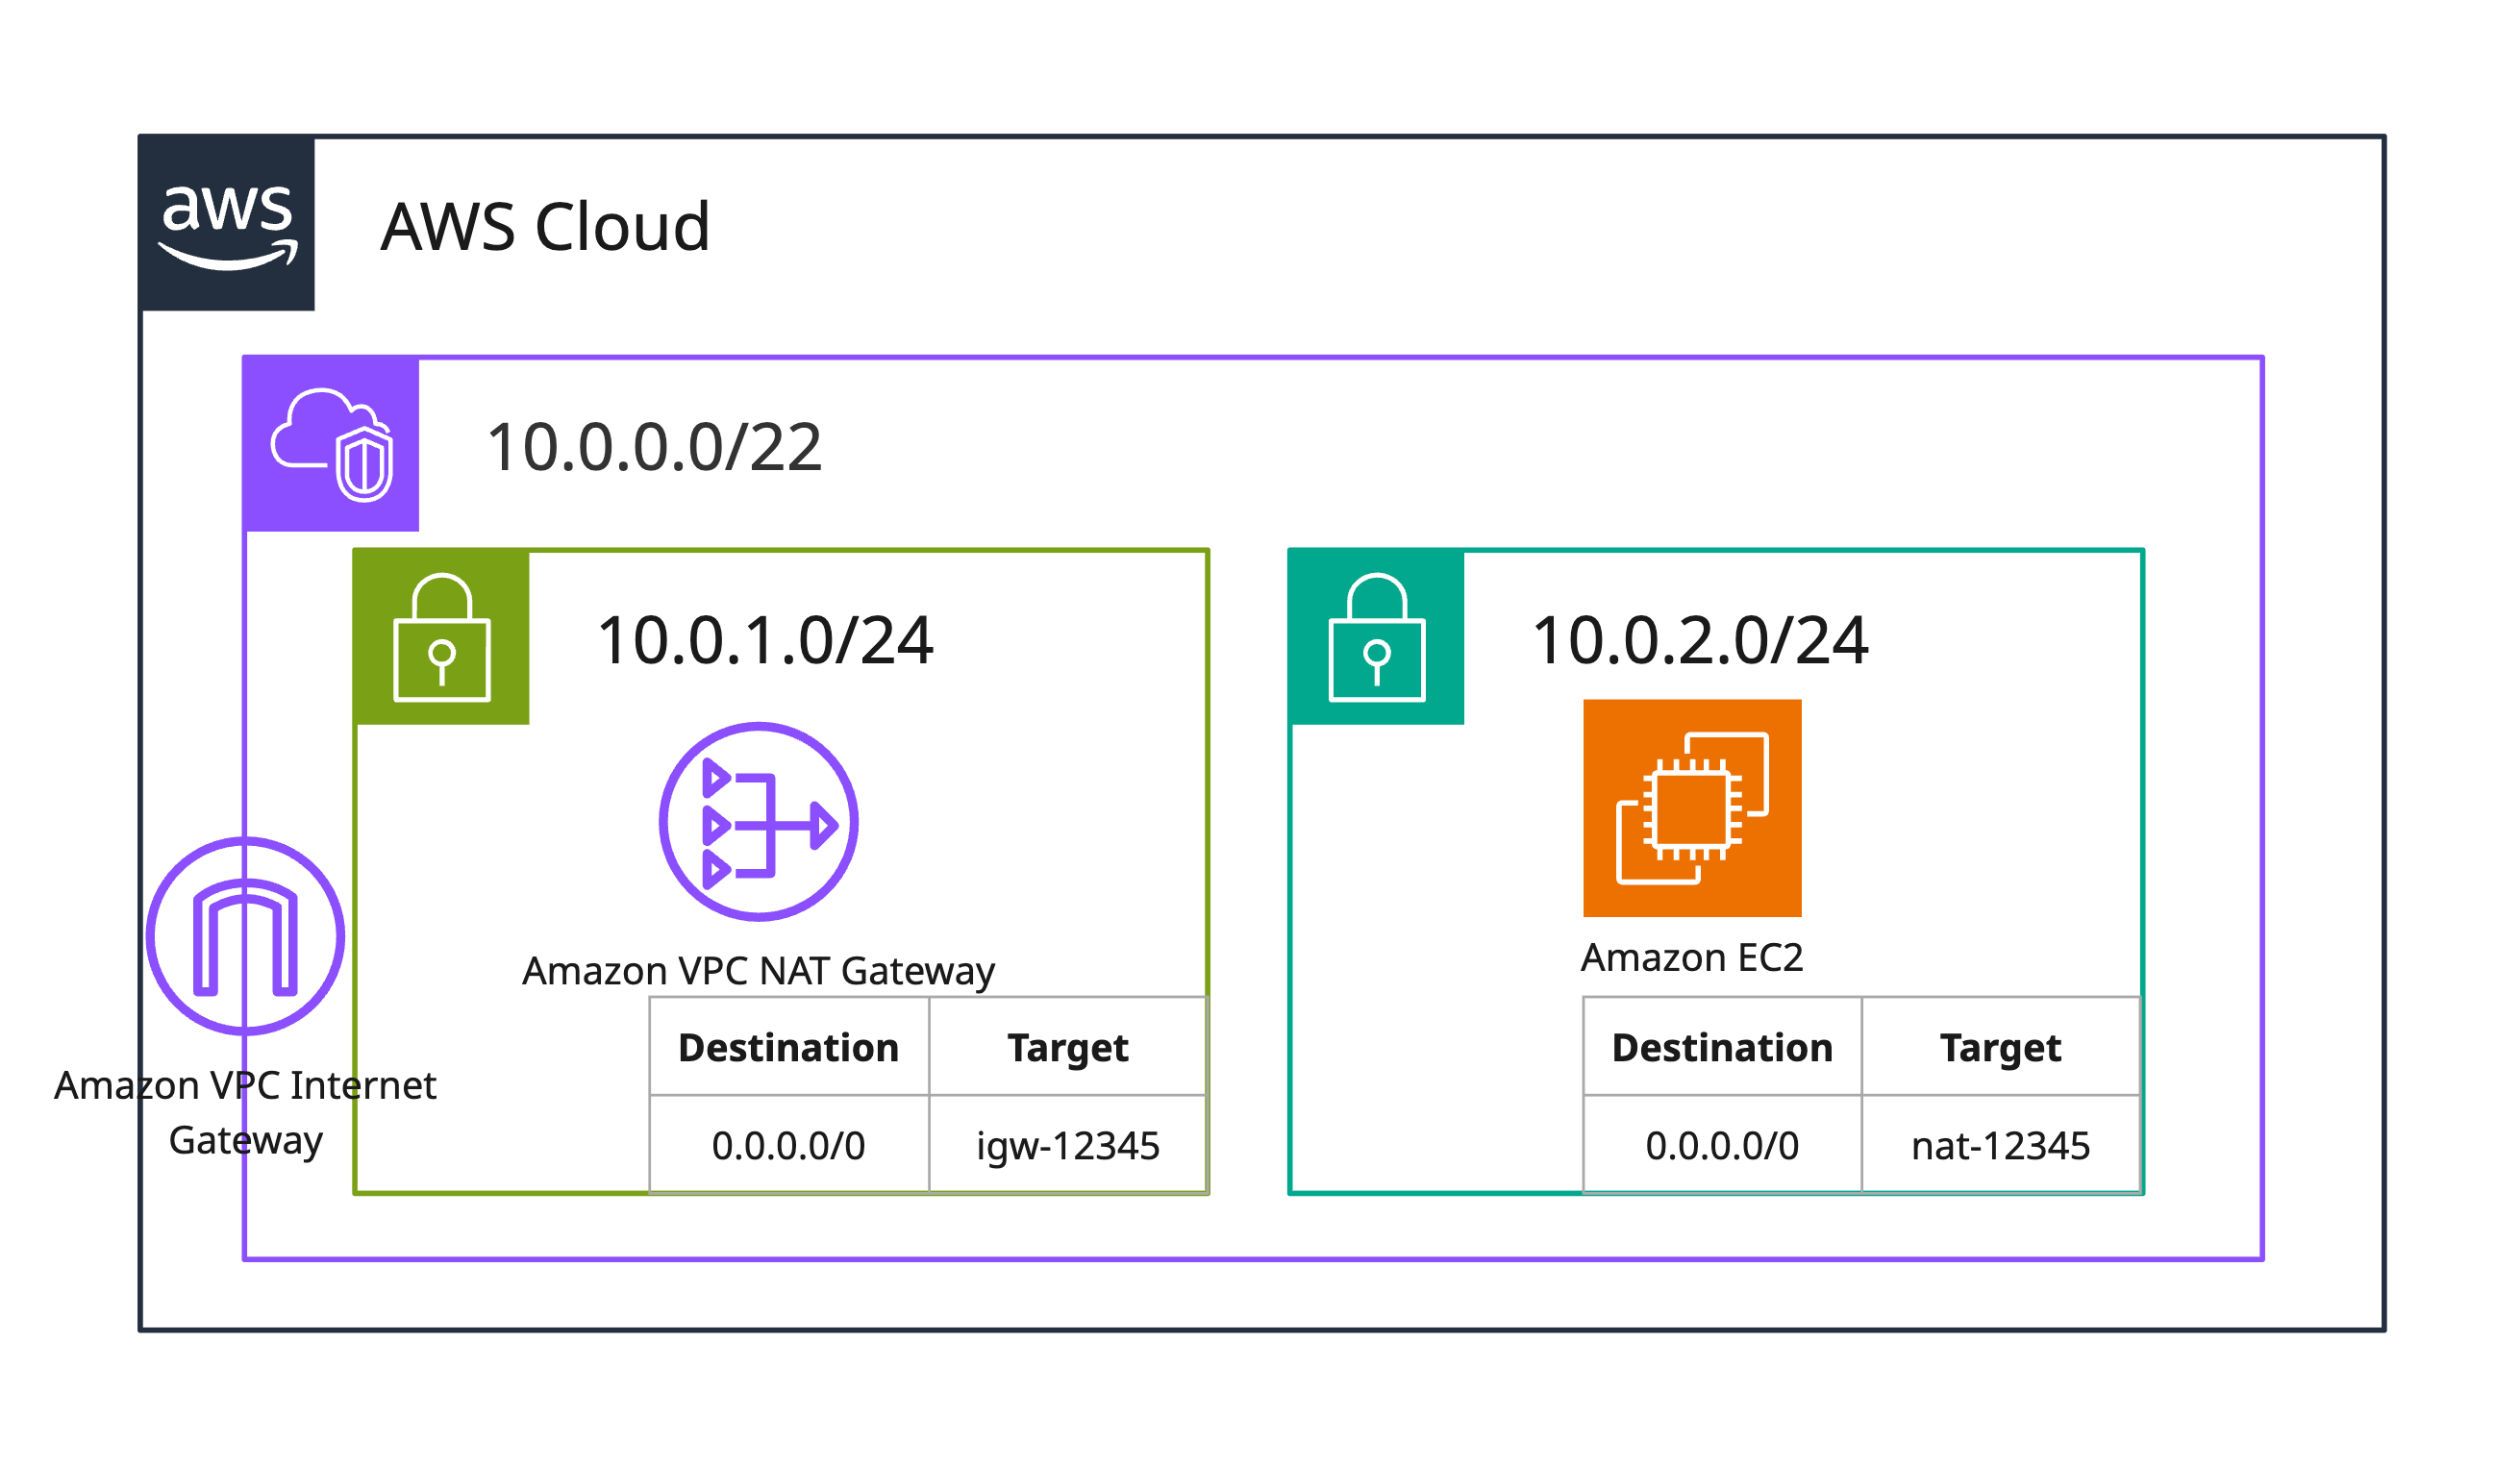 aws
AWS Cloud
10.0.0.0/22
10.0.1.0/24
10.0.2.0/24
Amazon VPC NAT Gateway
Amazon EC2
Amazon VPC Internet
Gateway
Destination Target
0.0.0.0/0 igw-12345
Destination Target
0.0.0.0/0 nat-12345